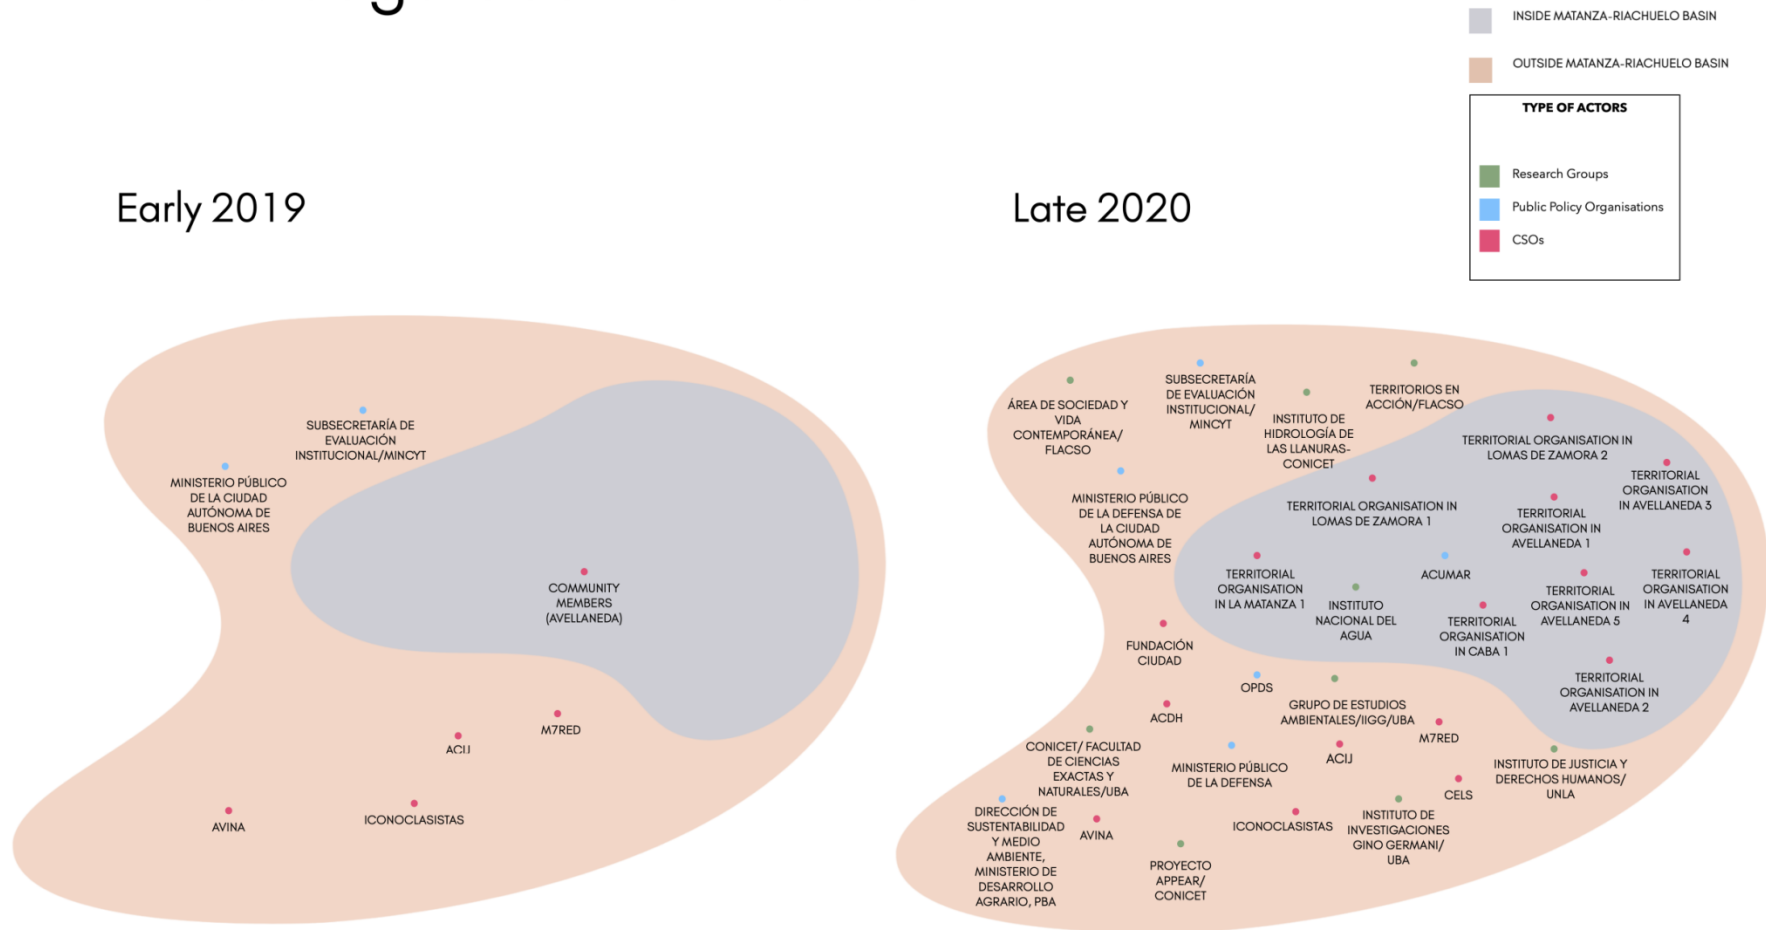 INSIDE MATANZA-RIACHUELO BASIN
OUTSIDE MATANZA-RIACHUELO BASIN
TYPE OF ACTORS
Research Groups
Public Policy Organisations
CSOs
Early 2019
SUBSECRETARÍA DE
EVALUACIÓN
INSTITUCIONAL/MINCYT
MINISTERIO PÚBLICO
DE LA CIUDAD
AUTÓNOMA DE
BUENOS AIRES
COMMUNITY
MEMBERS
(AVELLANEDA)
M7RED
ACIJ
ICONOCLASISTAS
AVINA
Late 2020
ÁREA DE SOCIEDAD Y
VIDA
CONTEMPORÁNEA/
FLACSO
SUBSECRETARÍA
DE EVALUACIÓN
INSTITUCIONAL/
MINCYT
INSTITUTO DE
HIDROLOGÍA DE
LAS LLANURAS-
CONICET
TERRITORIOS EN
ACCIÓN/FLACSO
TERRITORIAL ORGANISATION IN
LOMAS DE ZAMORA 2
TERRITORIAL
ORGANISATION
IN AVELLANEDA 3
MINISTERIO PÚBLICO
DE LA DEFENSA DE
LA CIUDAD
AUTÓNOMA DE
BUENOS AIRES
TERRITORIAL ORGANISATION IN
LOMAS DE ZAMORA 1
TERRITORIAL
ORGANISATION IN
AVELLANEDA 1
TERRITORIAL
ORGANISATION
IN LA MATANZA 1
INSTITUTO
NACIONAL DEL
AGUA
ACUMAR
TERRITORIAL
ORGANISATION
IN CABA 1
TERRITORIAL
ORGANISATION IN
AVELLANEDA 5
TERRITORIAL
ORGANISATION
IN AVELLANEDA
4
TERRITORIAL
ORGANISATION IN
AVELLANEDA 2
FUNDACIÓN
CIUDAD
OPDS
GRUPO DE ESTUDIOS
AMBIENTALES/IIGG/UBA
ACDH
M7RED
CONICET/ FACULTAD
DE CIENCIAS
EXACTAS Y
NATURALES/UBA
MINISTERIO PÚBLICO
DE LA DEFENSA
ACIJ
INSTITUTO DE JUSTICIA Y
DERECHOS HUMANOS/
UNLA
CELS
DIRECCIÓN DE
SUSTENTABILIDAD
Y MEDIO
AMBIENTE,
MINISTERIO DE
DESARROLLO
AGRARIO, PBA
AVINA
ICONOCLASISTAS
INSTITUTO DE
INVESTIGACIONES
GINO GERMANI/
UBA
PROYECTO
APPEAR/
CONICET